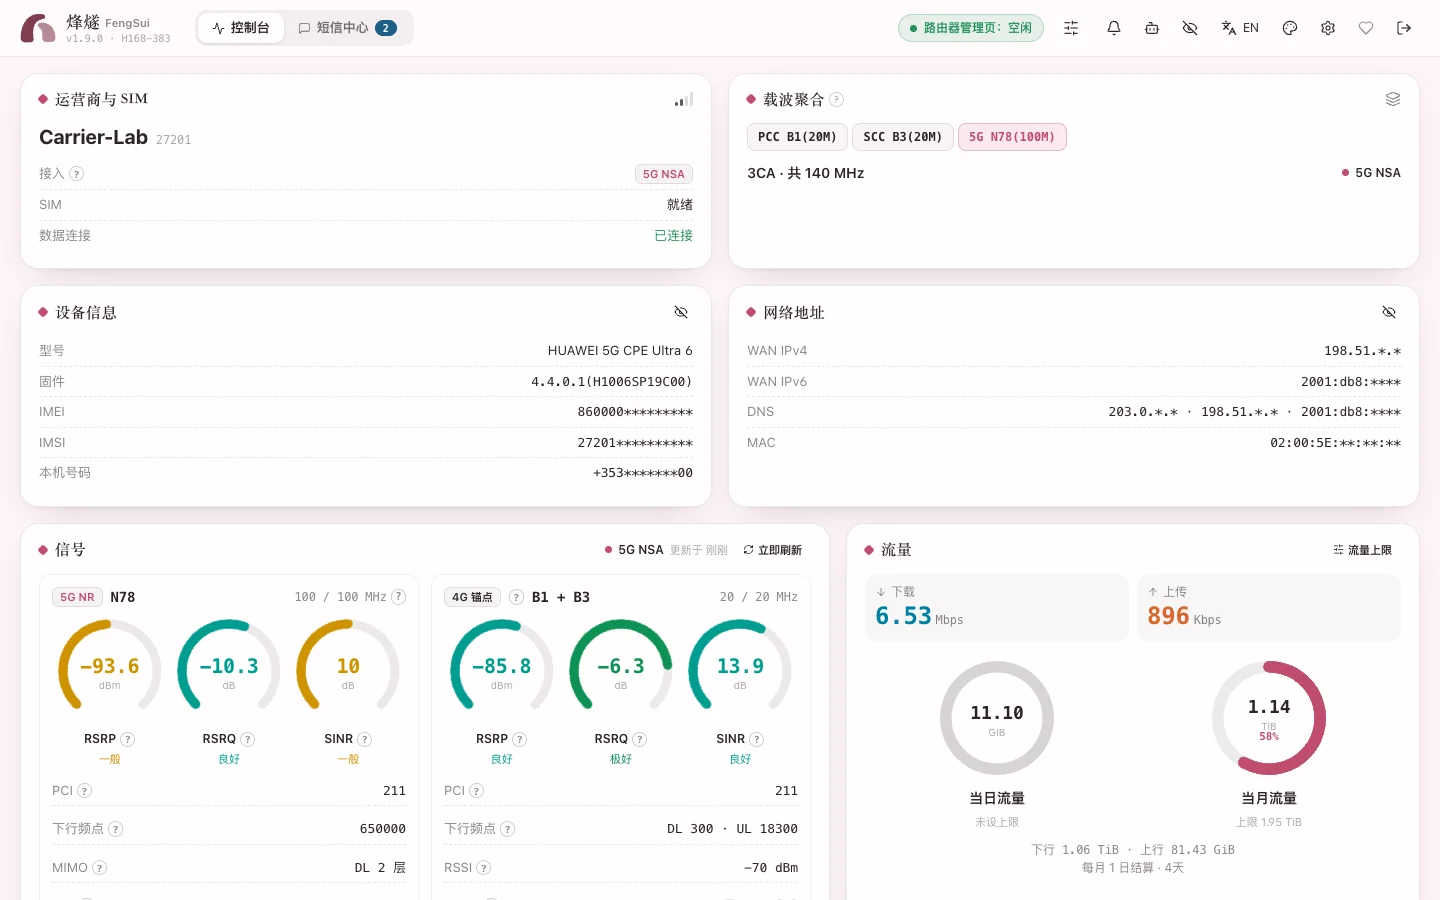 烽燧 FengSui
v1.9.0 · H168-383
控制台
短信中心 2
路由器管理页：空闲
EN
运营商与 SIM
Carrier-Lab 27201
接入 ?
5G NSA
SIM
就绪
数据连接
已连接
载波聚合 ?
PCC B1(20M) SCC B3(20M) 5G N78(100M)
3CA · 共 140 MHz
5G NSA
设备信息
型号
HUAWEI 5G CPE Ultra 6
固件
4.4.0.1(H1006SP19C00)
IMEI
860000*********
IMSI
27201**********
本机号码
+353*******00
网络地址
WAN IPv4
198.51.*.*
WAN IPv6
2001:db8:****
DNS
203.0.*.* · 198.51.*.* · 2001:db8:****
MAC
02:00:5E:**:**:**
信号
5G NSA 更新于 刚刚
立即刷新
5G NR N78
100 / 100 MHz ?
-93.6
dBm
-10.3
dB
10
dB
RSRP ?
一般
RSRQ ?
良好
SINR ?
一般
PCI ?
211
下行频点 ?
650000
MIMO ?
DL 2 层
4G 锚点 ? B1 + B3
20 / 20 MHz
-85.8
dBm
-6.3
dB
13.9
dB
RSRP ?
良好
RSRQ ?
极好
SINR ?
良好
PCI ?
211
下行频点 ?
DL 300 · UL 18300
RSSI ?
-70 dBm
流量
流量上限
↓ 下载
6.53 Mbps
↑ 上传
896 Kbps
11.10
GiB
当日流量
未设上限
1.14
TiB
58%
当月流量
上限 1.95 TiB
下行 1.06 TiB · 上行 81.43 GiB
每月 1 日结算 · 4天